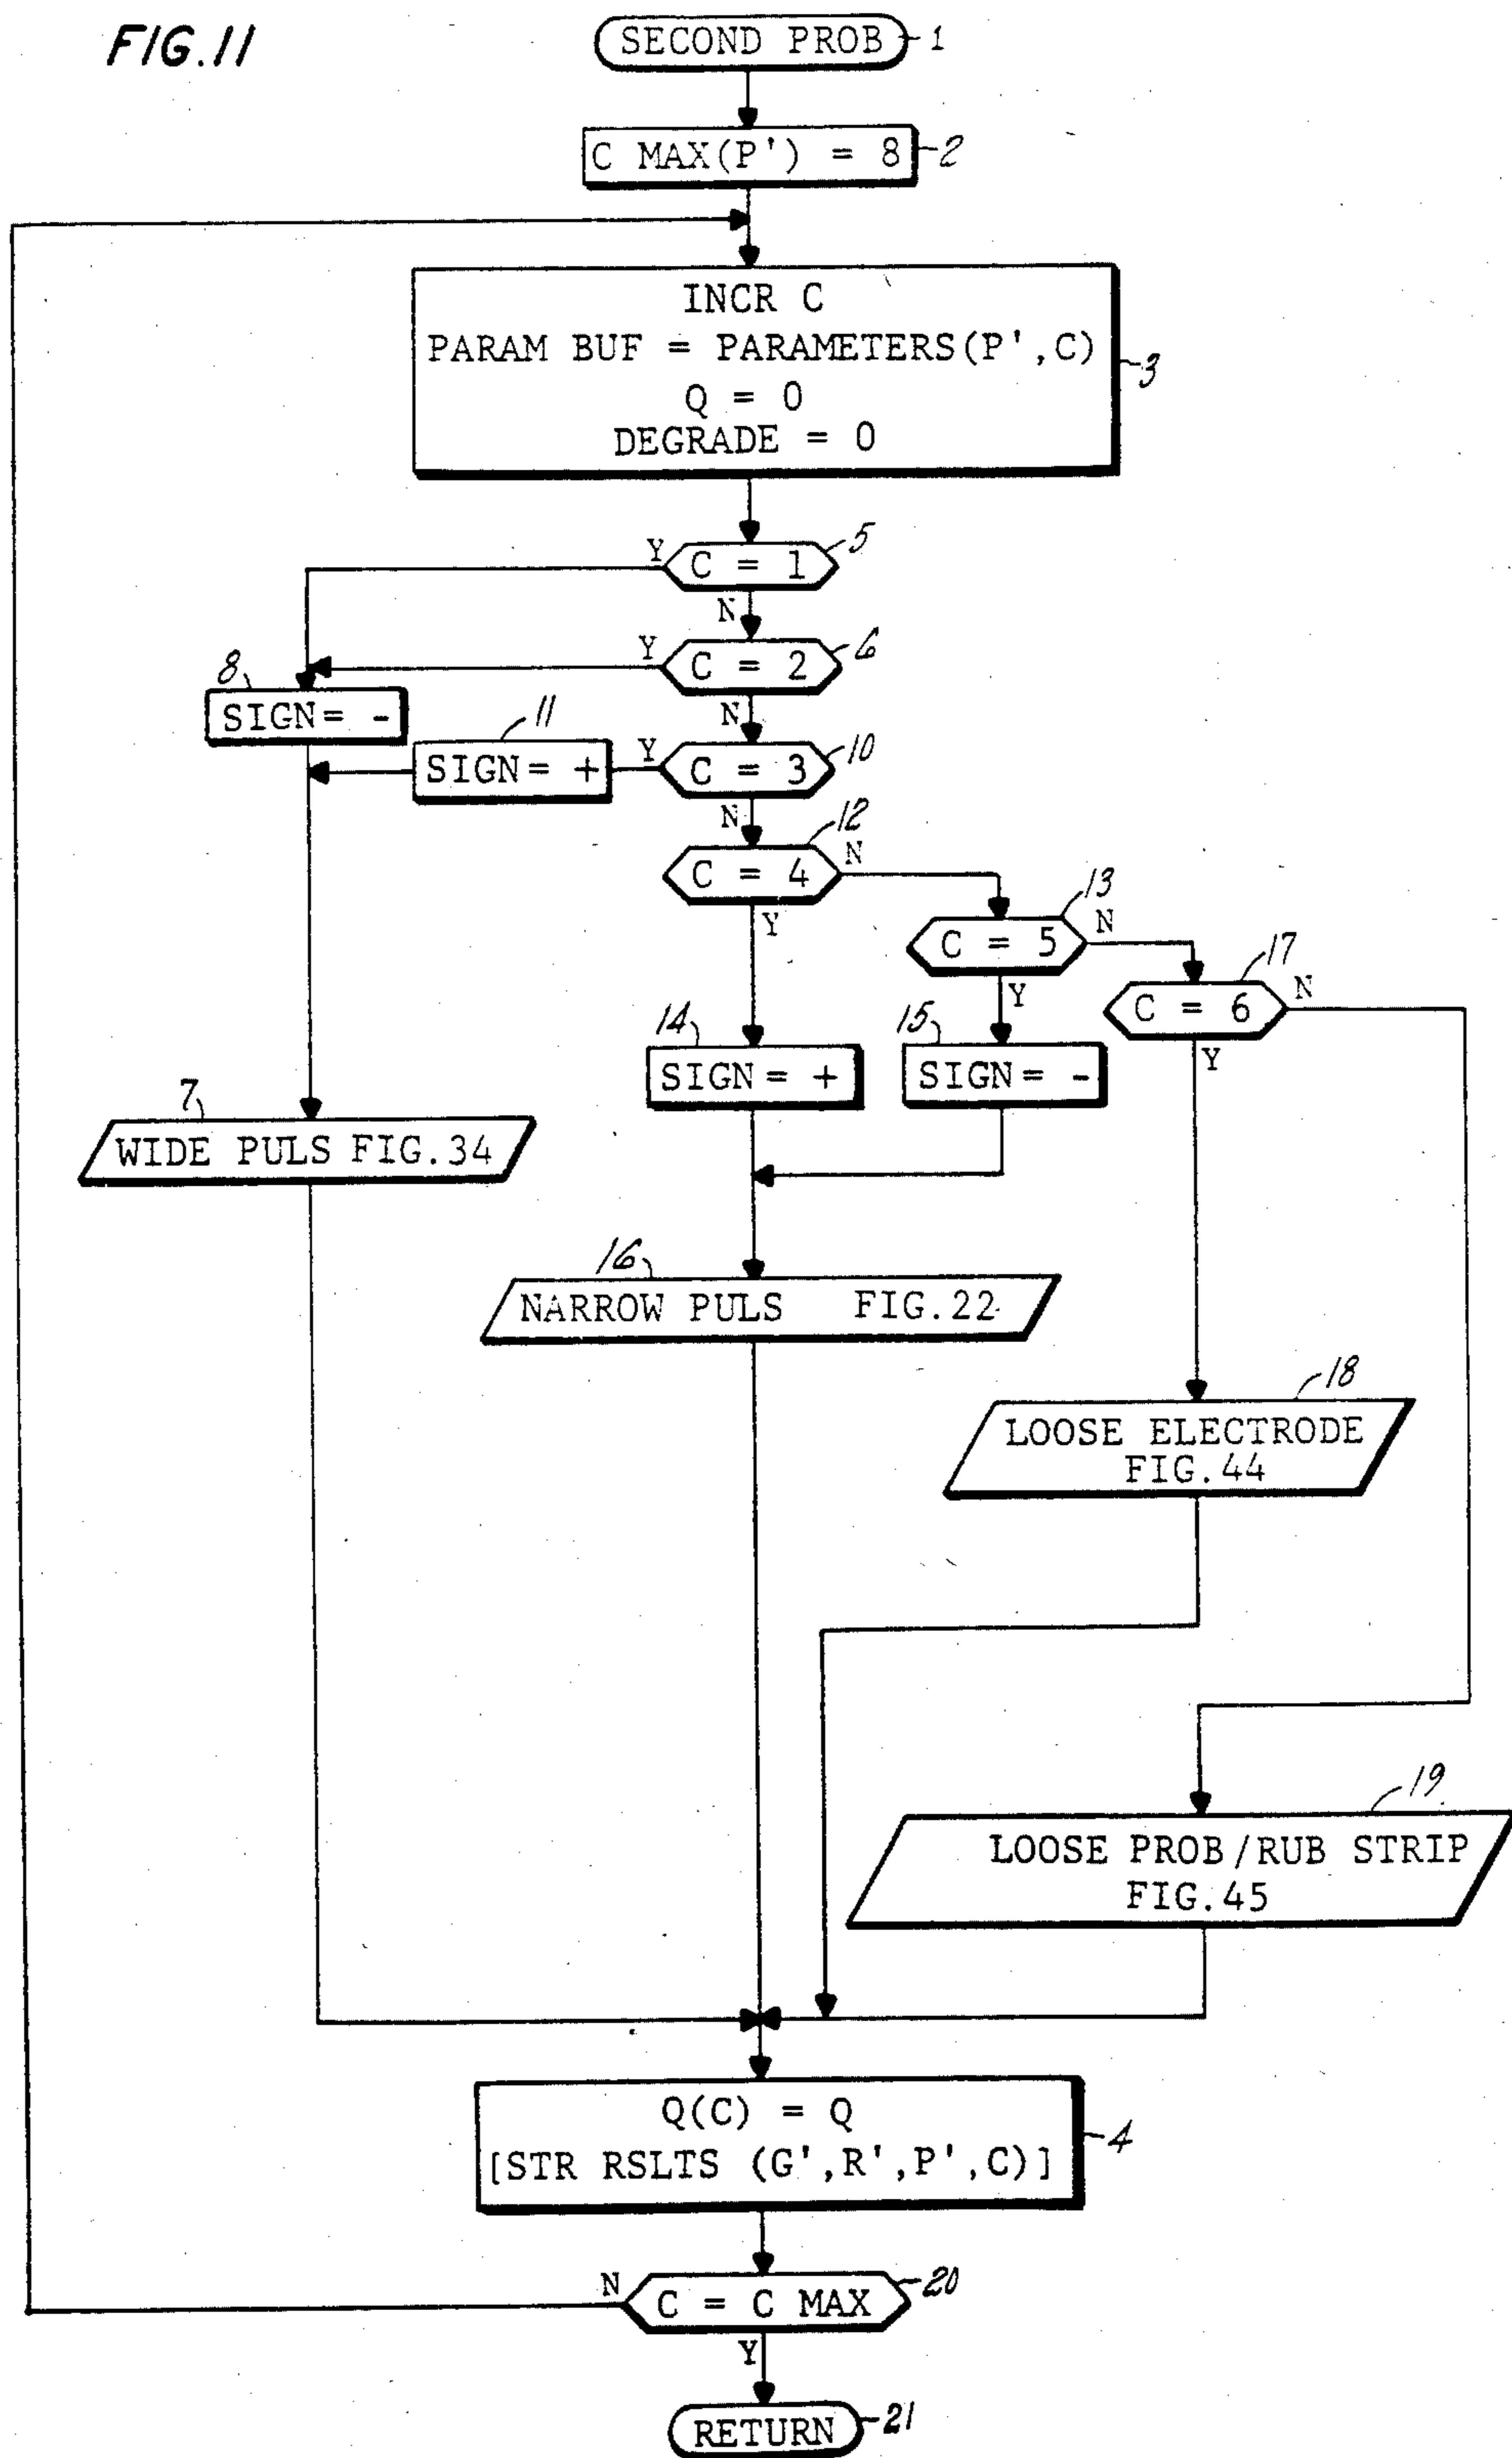 FIG. 11
SECOND PROB
1
C MAX(P') = 8
2
INCR C
PARAM BUF = PARAMETERS(P',C)
Q = 0
DEGRADE = 0
3
Y
C = 1
5
N
Y
C = 2
6
8
SIGN= -
N
11
SIGN= +
Y
C = 3
10
N
12
C = 4
N
Y
13
C = 5
N
Y
17
C = 6
N
Y
14
SIGN= +
15
SIGN= -
7
WIDE PULS FIG.34
16
NARROW PULS FIG.22
18
LOOSE ELECTRODE
FIG.44
19
LOOSE PROB/RUB STRIP
FIG.45
Q(C) = Q
[STR RSLTS (G',R',P',C)]
4
N
C = C MAX
20
Y
RETURN
21